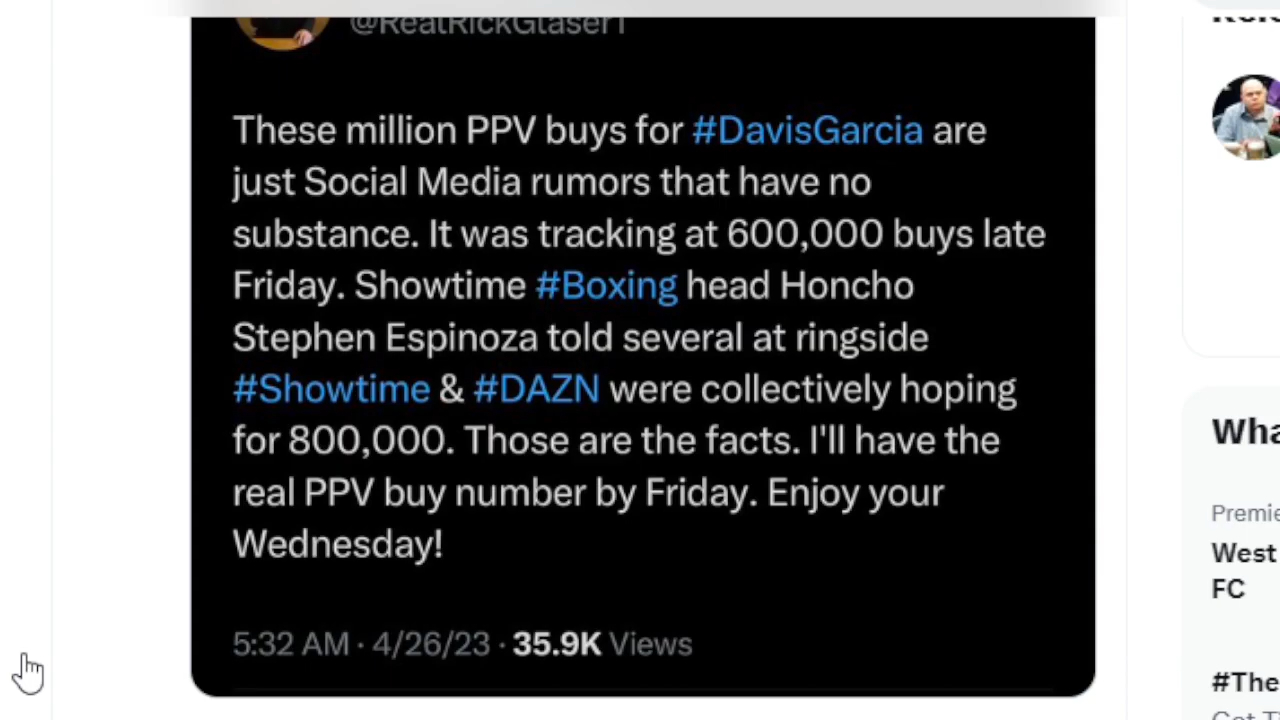 @RealRickGlaser1
These million PPV buys for #DavisGarcia are
just Social Media rumors that have no
substance. It was tracking at 600,000 buys late
Friday. Showtime #Boxing head Honcho
Stephen Espinoza told several at ringside
#Showtime & #DAZN were collectively hoping
for 800,000. Those are the facts. I'll have the
real PPV buy number by Friday. Enjoy your
Wednesday!
5:32 AM · 4/26/23 · 35.9K Views
Wha
Premie
West
FC
#The